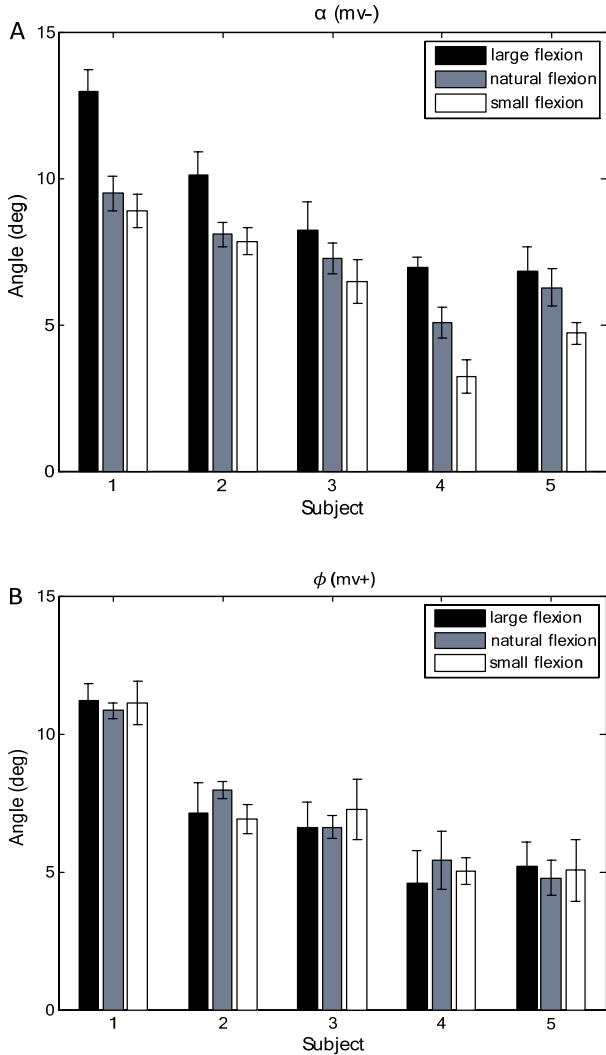 A
α (mv-)
15
large flexion
natural flexion
small flexion
10
Angle (deg)
5
0
1 2 3 4 5
Subject
B
ϕ (mv+)
15
large flexion
natural flexion
small flexion
10
Angle (deg)
5
0
1 2 3 4 5
Subject